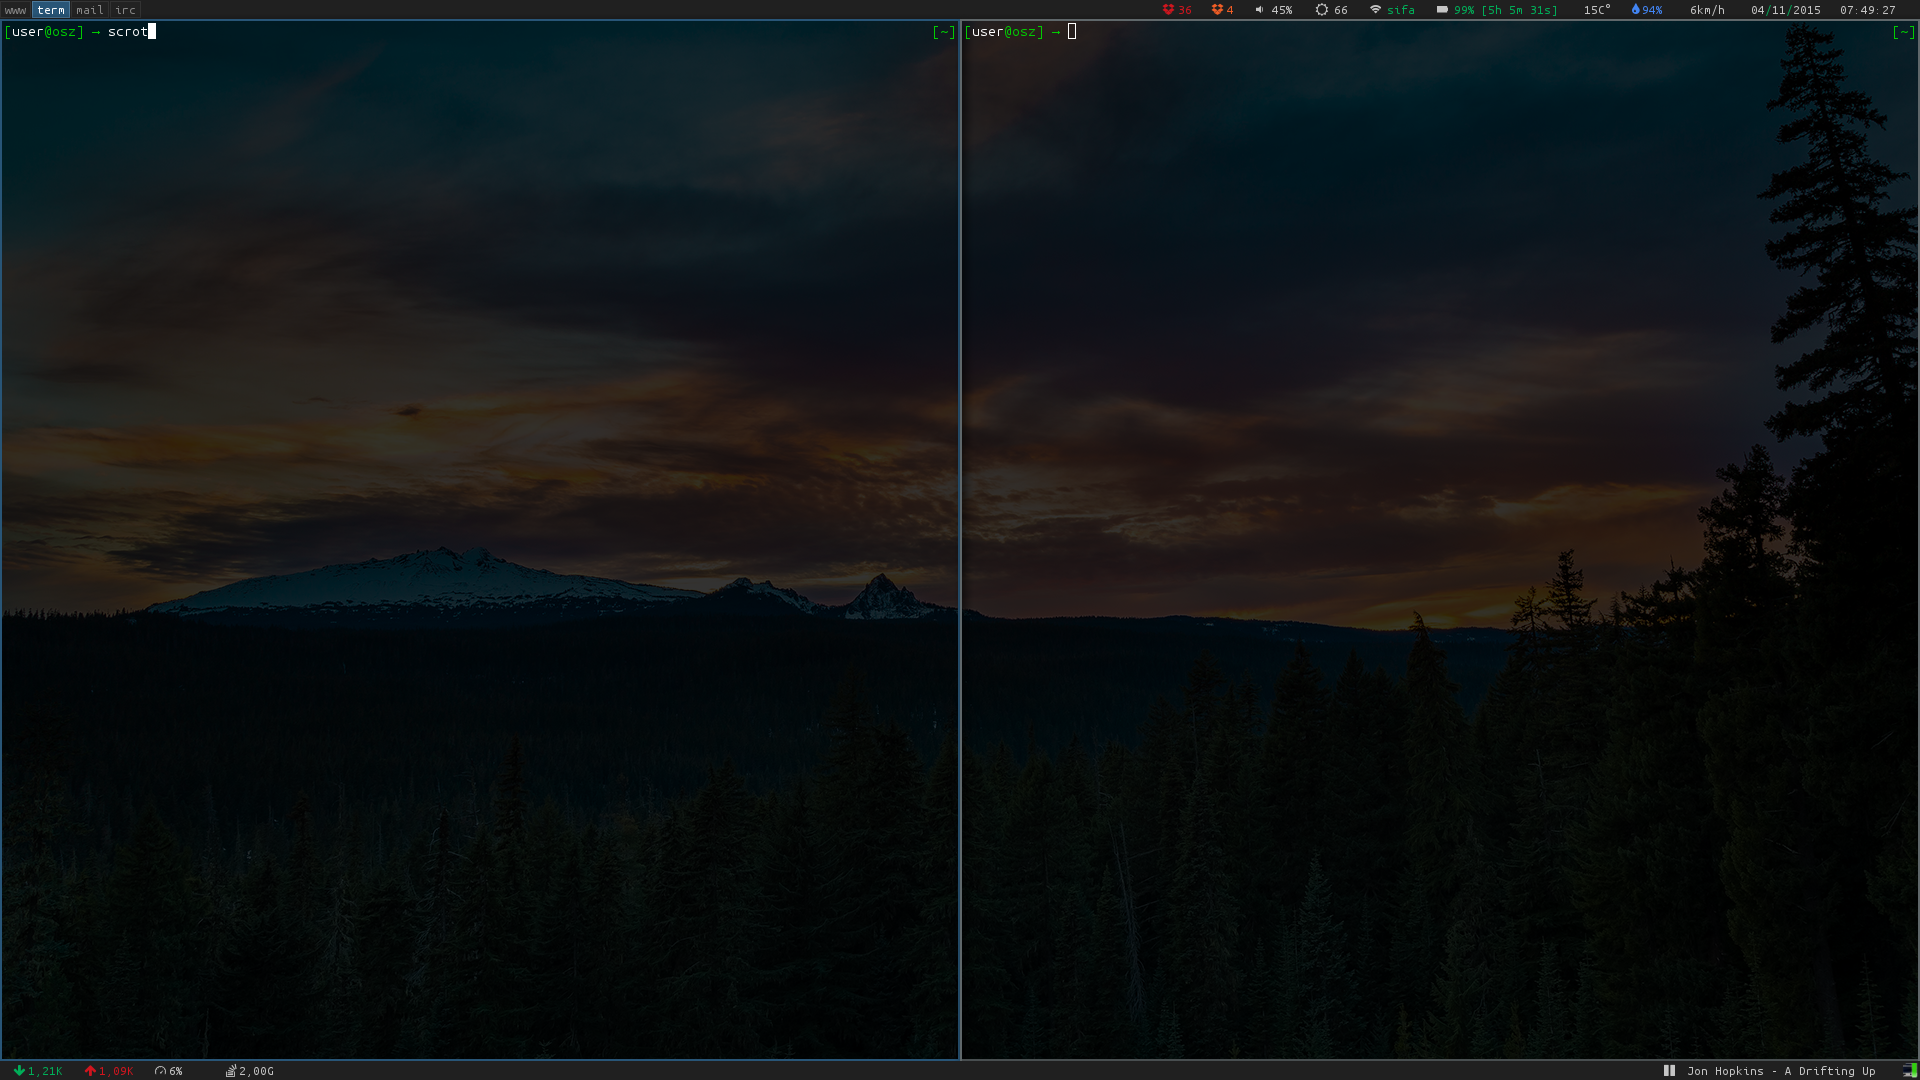 www term mail irc 36 4 45% 66 sifa 99% [5h 5m 31s] 15C° 94% 6km/h 04/11/2015 07:49:27
[user@osz] → scrot [~]
[user@osz] → [~]
1,21K 1,09K 6% 2,00G Jon Hopkins - A Drifting Up